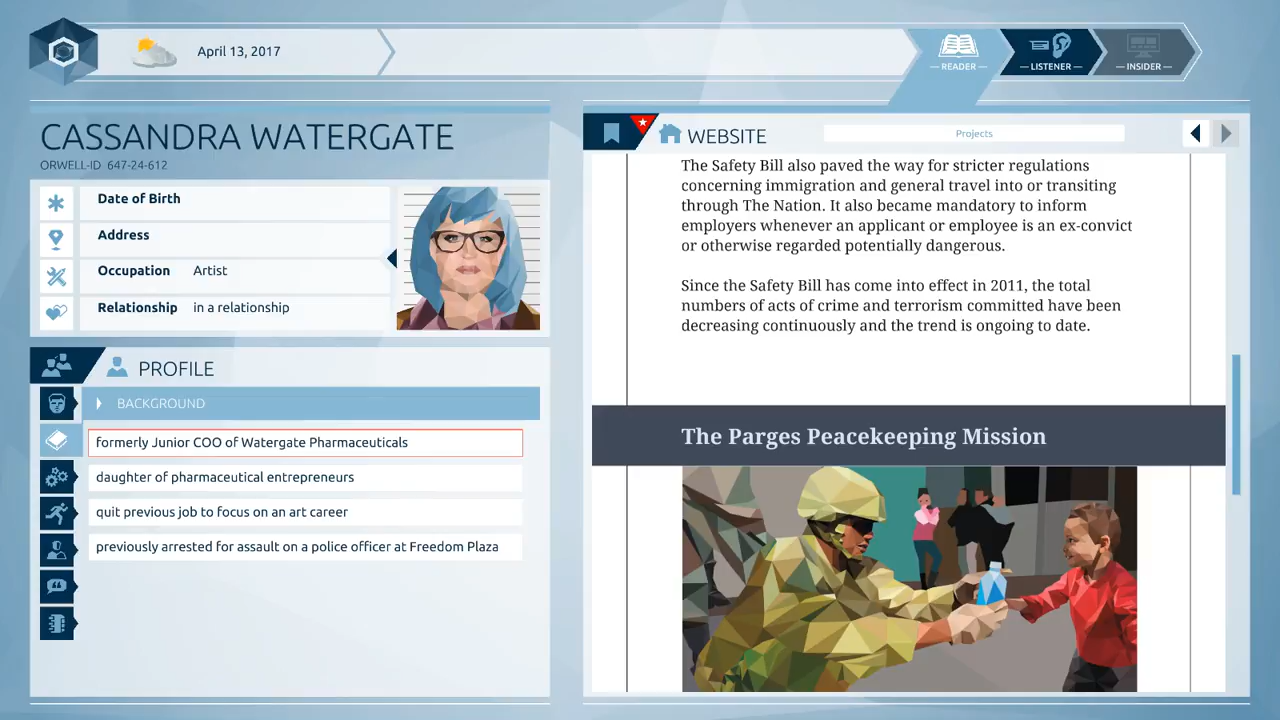 April 13, 2017
READER
LISTENER
INSIDER
CASSANDRA WATERGATE
ORWELL-ID 647-24-612
Date of Birth
Address
Occupation Artist
Relationship in a relationship
PROFILE
BACKGROUND
formerly Junior COO of Watergate Pharmaceuticals
daughter of pharmaceutical entrepreneurs
quit previous job to focus on an art career
previously arrested for assault on a police officer at Freedom Plaza
WEBSITE
Projects
The Safety Bill also paved the way for stricter regulations
concerning immigration and general travel into or transiting
through The Nation. It also became mandatory to inform
employers whenever an applicant or employee is an ex-convict
or otherwise regarded potentially dangerous.
Since the Safety Bill has come into effect in 2011, the total
numbers of acts of crime and terrorism committed have been
decreasing continuously and the trend is ongoing to date.
The Parges Peacekeeping Mission